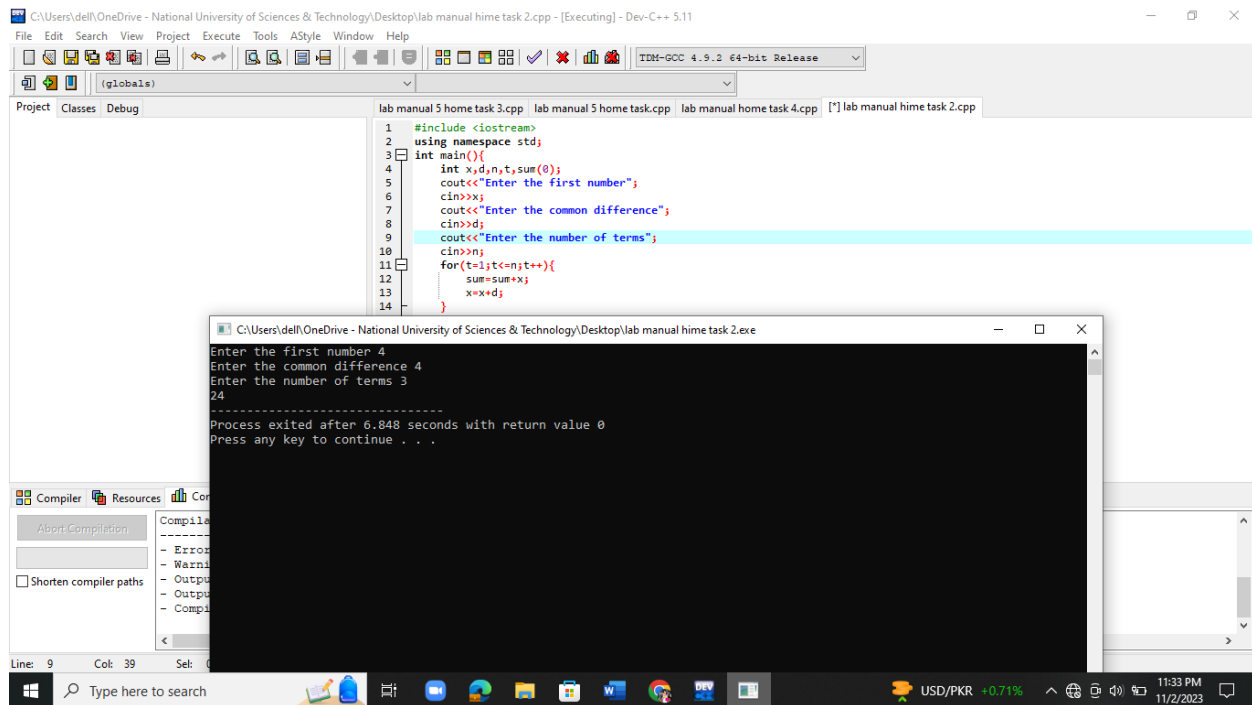 C:\Users\dell\OneDrive - National University of Sciences & Technology\Desktop\lab manual hime task 2.cpp - [Executing] - Dev-C++ 5.11
File Edit Search View Project Execute Tools AStyle Window Help
TDM-GCC 4.9.2 64-bit Release
(globals)
Project Classes Debug
lab manual 5 home task 3.cpp lab manual 5 home task.cpp lab manual home task 4.cpp [*] lab manual hime task 2.cpp
1 #include <iostream>
2 using namespace std;
3 int main(){
4 int x,d,n,t,sum(0);
5 cout<<"Enter the first number";
6 cin>>x;
7 cout<<"Enter the common difference";
8 cin>>d;
9 cout<<"Enter the number of terms";
10 cin>>n;
11 for(t=1;t<=n;t++){
12 sum=sum+x;
13 x=x+d;
14 }
C:\Users\dell\OneDrive - National University of Sciences & Technology\Desktop\lab manual hime task 2.exe
Enter the first number 4
Enter the common difference 4
Enter the number of terms 3
24
--------------------------------
Process exited after 6.848 seconds with return value 0
Press any key to continue . . .
Compiler Resources Con
Abort Compilation
Shorten compiler paths
Compila
-------
- Error
- Warni
- Outpu
- Outpu
- Compi
Line: 9 Col: 39 Sel:
Type here to search
DEV
USD/PKR +0.71%
11:33 PM
11/2/2023